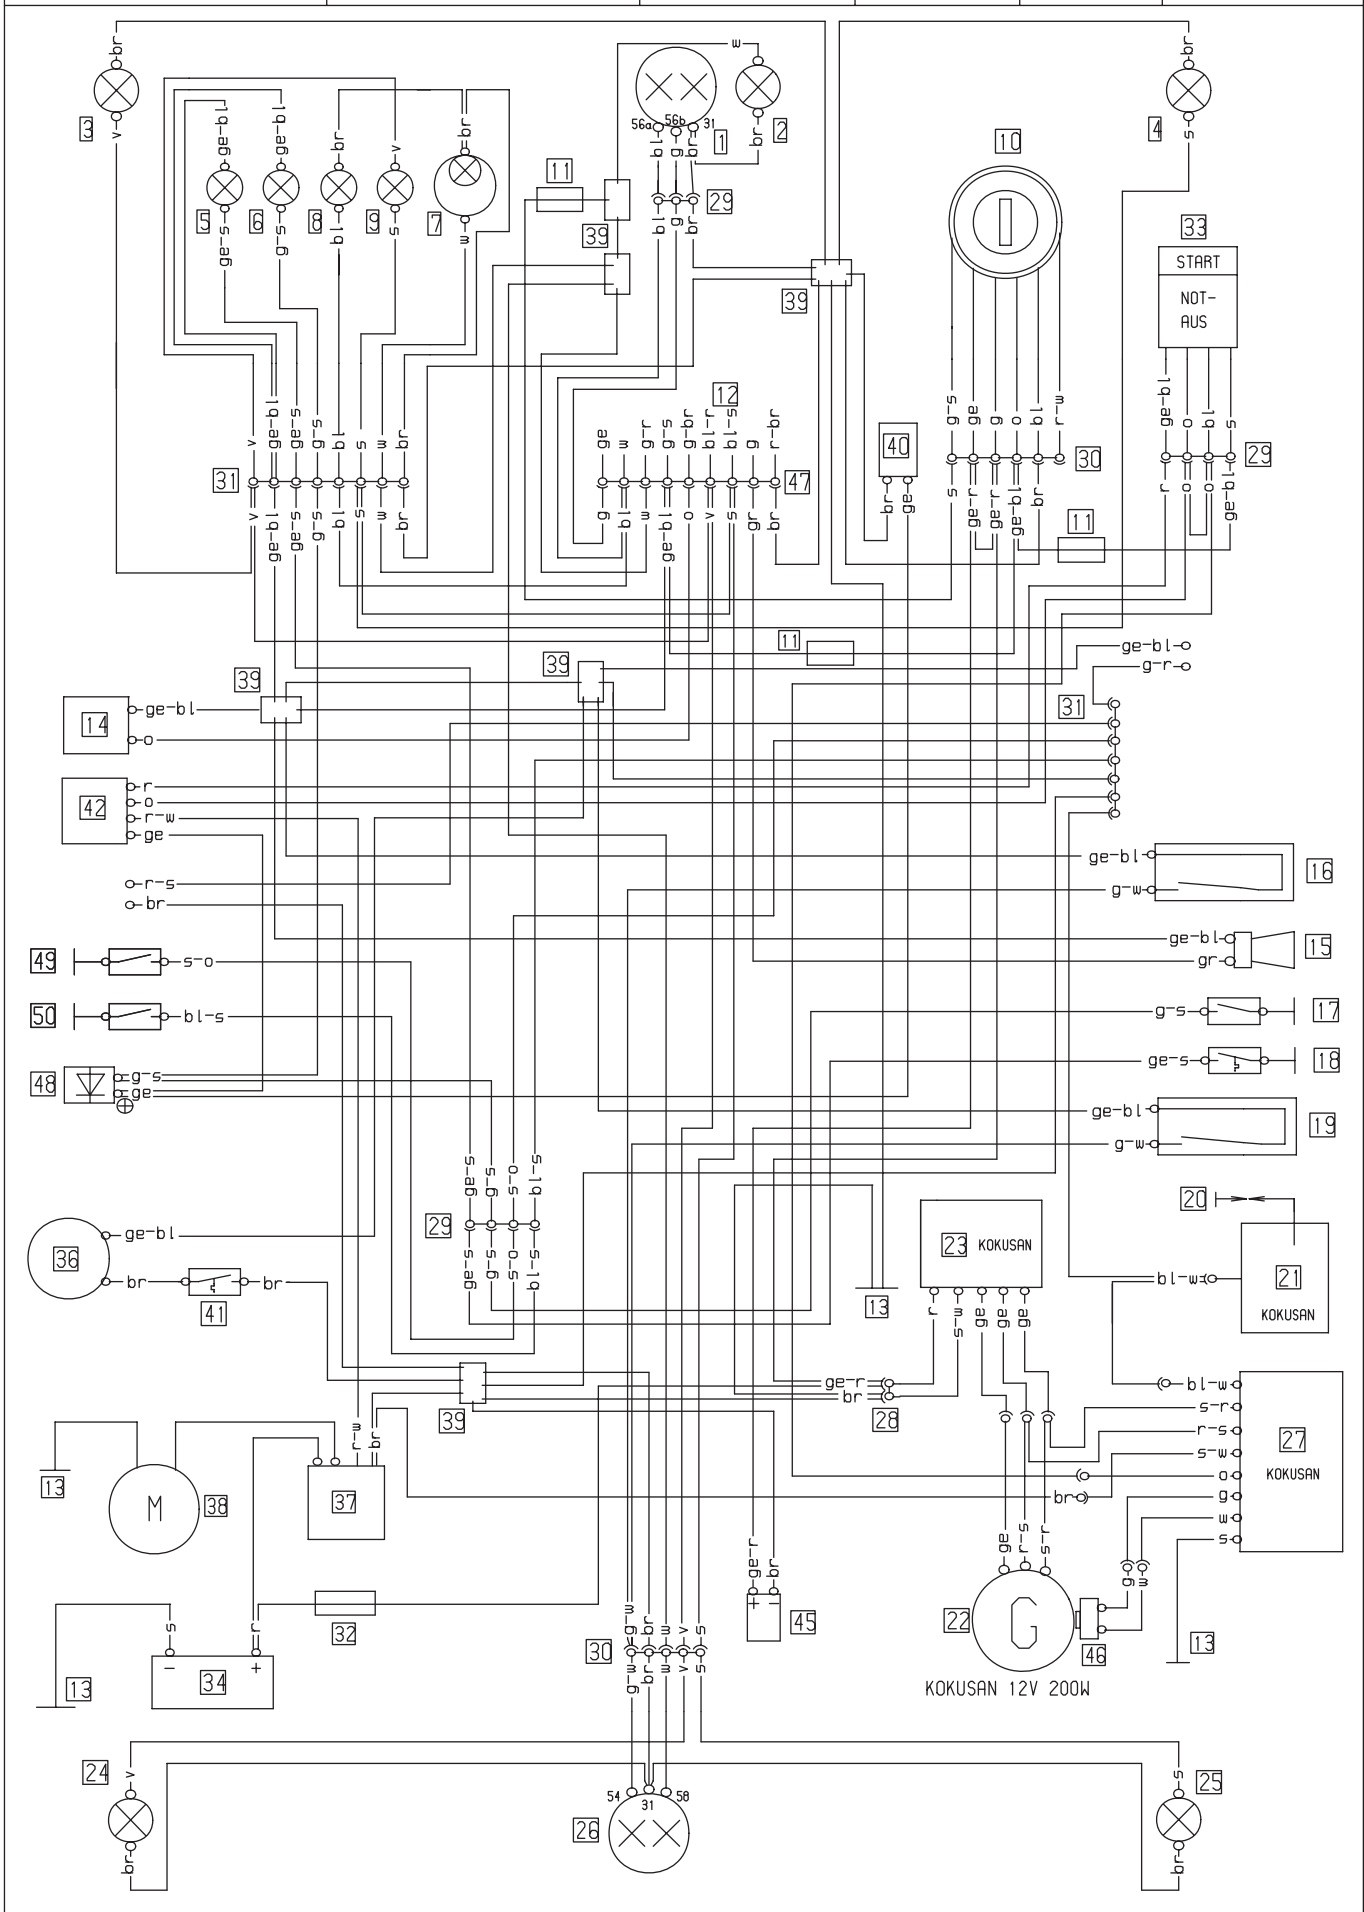 br
v
3
ge-bl
ge-s
5
ge-bl
g-s
6
br
bl
8
v
s
9
br
w
7
11
39
w
56a
56b
31
1
br
2
bl
g
br
29
bl
g
br
39
10
br
s
4
33
START
NOT-
AUS
ge-bl
o
bl
s
29
r
o
o
ge-bl
40
br
ge
g-s
ge
g
o
bl
r-w
30
s
ge-r
ge-r
ge-bl
br
11
v
ge-bl
ge-s
g-s
bl
s
w
br
31
v
ge-bl
ge-s
g-s
bl
s
w
br
12
ge
w
g-r
g-s
g-br
bl-r
bl-s
g
r-br
47
g
bl
w
ge-bl
o
v
s
gr
br
11
39
39
ge-bl
g-r
31
14
ge-bl
o
42
r
o
r-w
ge
r-s
br
49
s-o
50
bl-s
48
g-s
ge
ge-bl
g-w
16
ge-bl
gr
15
g-s
17
ge-s
18
ge-bl
g-w
19
20
21
KOKUSAN
bl-w
36
ge-bl
br
41
br
29
ge-s
g-s
s-o
bl-s
ge-s
g-s
s-o
bl-s
23
KOKUSAN
r
w-s
ge
ge
ge
13
39
ge-r
br
28
bl-w
s-r
r-s
w-s
o
g
w
s
27
KOKUSAN
br
13
M
38
r-w
br
37
32
13
s
r
-
+
34
ge-r
br
+
-
45
ge
r-s
s-r
22
G
46
g
w
13
KOKUSAN 12V 200W
30
g-w
br
w
v
s
g-w
br
w
v
s
24
v
br
26
54
31
58
25
s
br